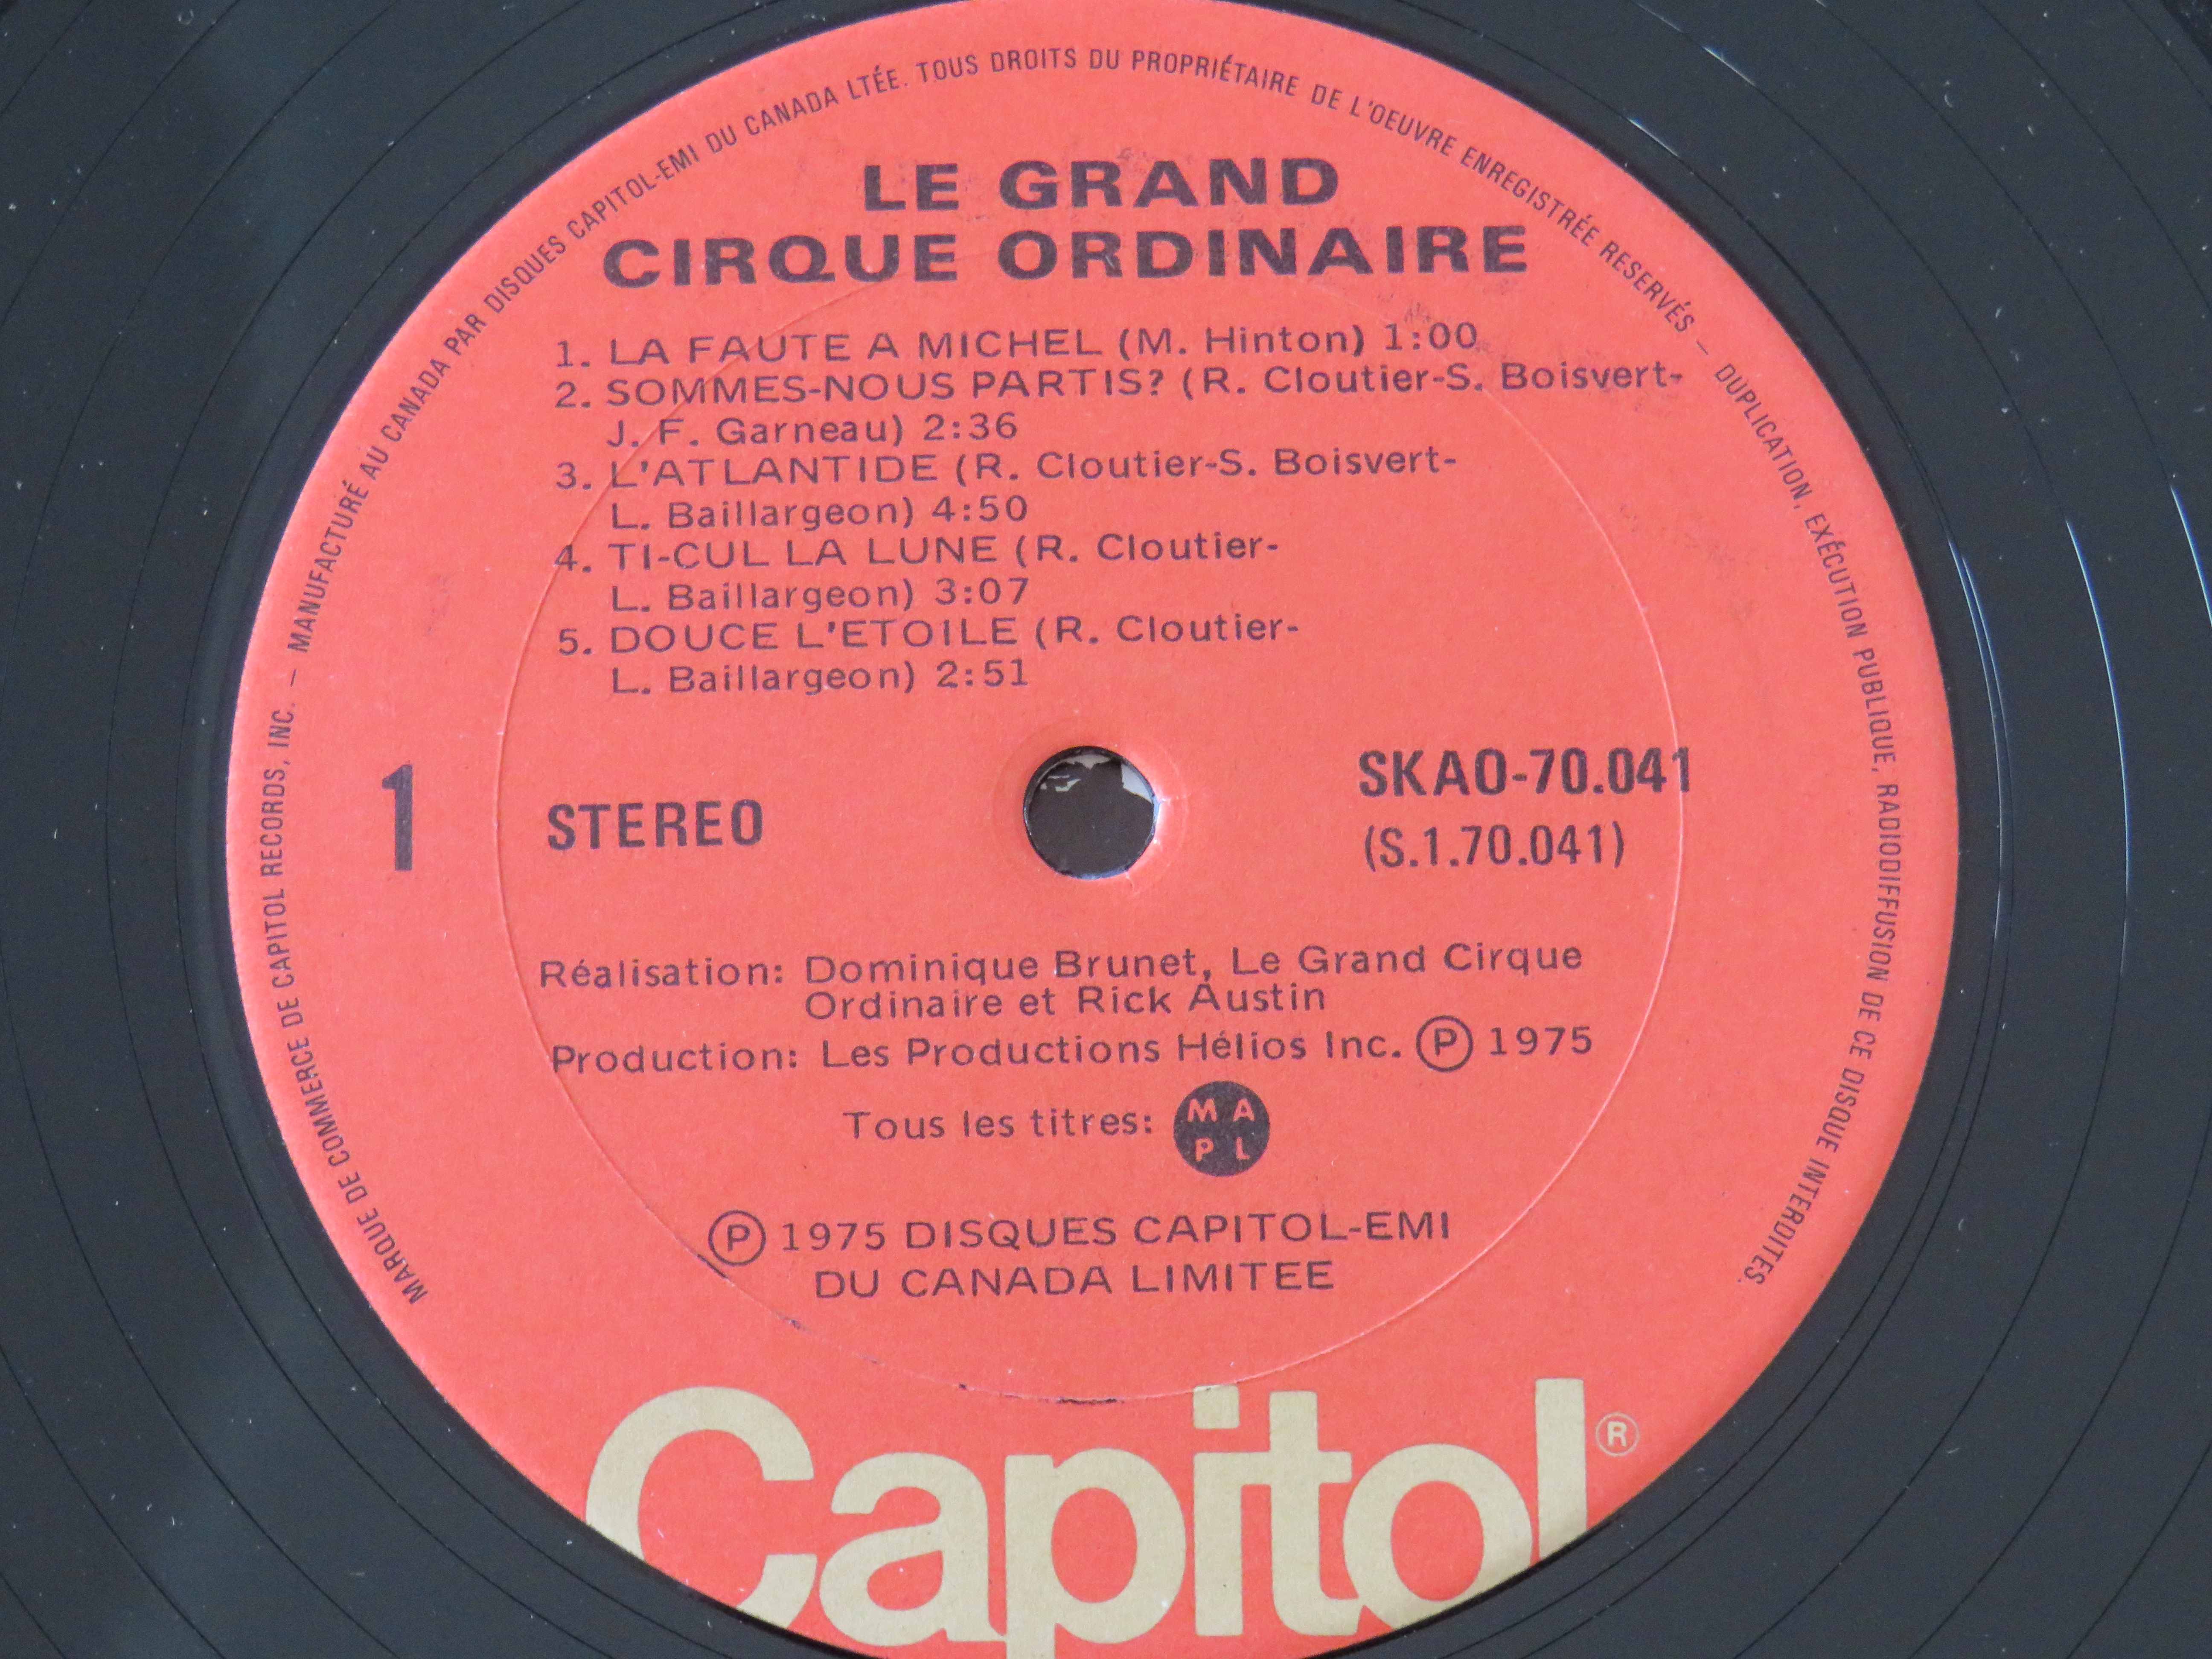 MARQUE DE COMMERCE DE CAPITOL RECORDS, INC. – MANUFACTURÉ AU CANADA PAR DISQUES CAPITOL-EMI DU CANADA LTÉE. TOUS DROITS DU PROPRIÉTAIRE DE L'OEUVRE ENREGISTRÉE RESERVÉS – DUPLICATION, EXÉCUTION PUBLIQUE, RADIODIFFUSION DE CE DISQUE INTERDITES.
LE GRAND
CIRQUE ORDINAIRE
1. LA FAUTE A MICHEL (M. Hinton) 1:00
2. SOMMES-NOUS PARTIS? (R. Cloutier-S. Boisvert-
J. F. Garneau) 2:36
3. L'ATLANTIDE (R. Cloutier-S. Boisvert-
L. Baillargeon) 4:50
4. TI-CUL LA LUNE (R. Cloutier-
L. Baillargeon) 3:07
5. DOUCE L'ETOILE (R. Cloutier-
L. Baillargeon) 2:51
1 STEREO SKAO-70.041
(S.1.70.041)
Réalisation: Dominique Brunet, Le Grand Cirque
Ordinaire et Rick Austin
Production: Les Productions Hélios Inc. ℗ 1975
Tous les titres: M A
P L
℗ 1975 DISQUES CAPITOL-EMI
DU CANADA LIMITEE
Capitol®